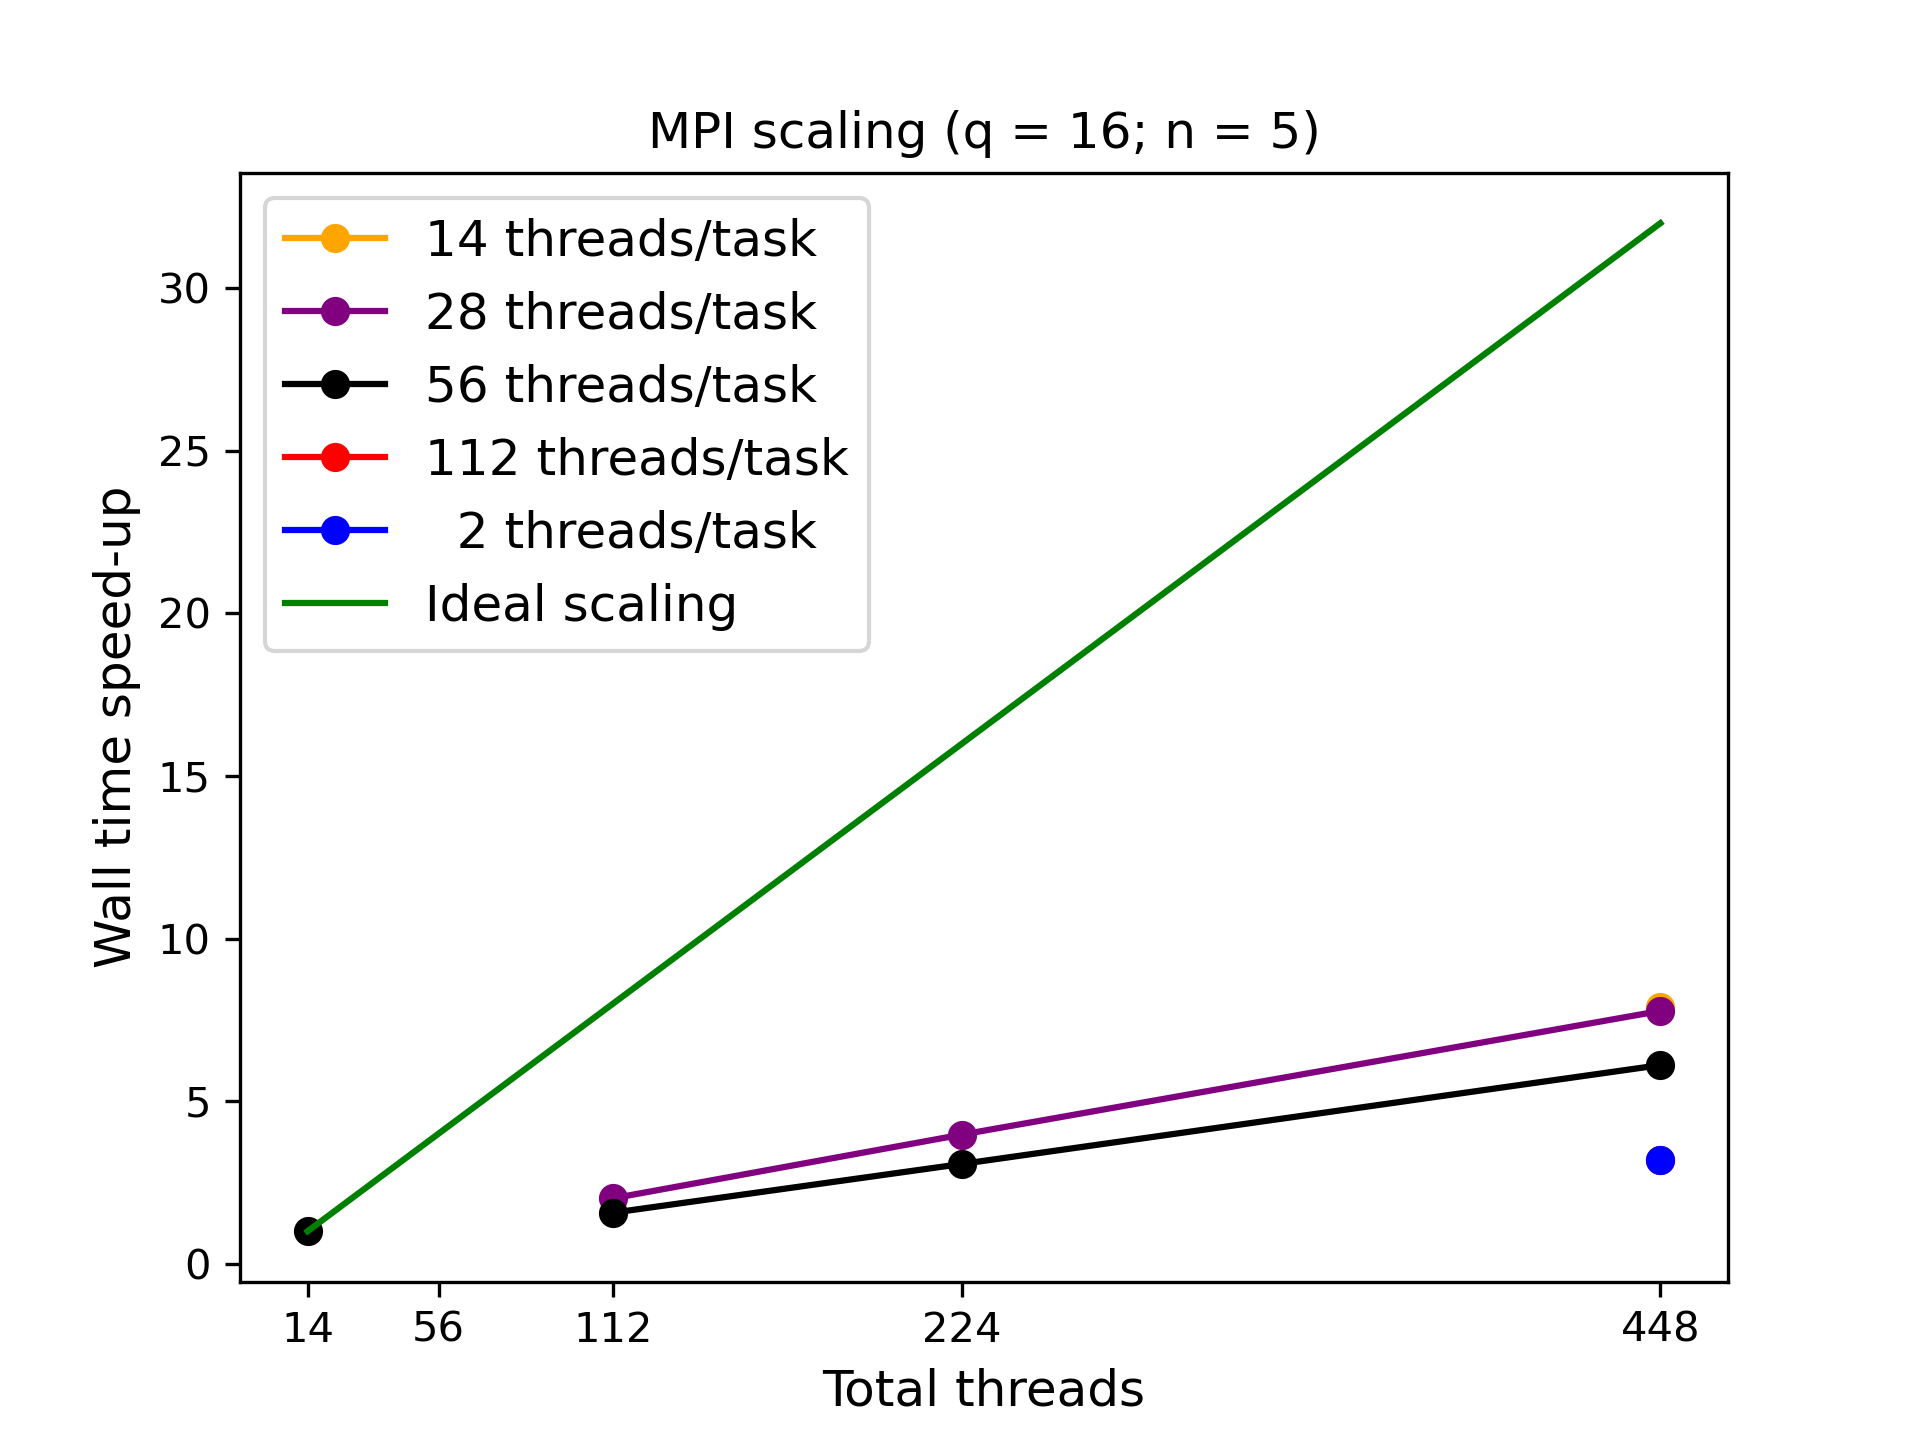 MPI scaling (q = 16; n = 5)
14 threads/task
28 threads/task
56 threads/task
112 threads/task
2 threads/task
Ideal scaling
Wall time speed-up
30
25
20
15
10
5
0
14 56 112 224 448
Total threads